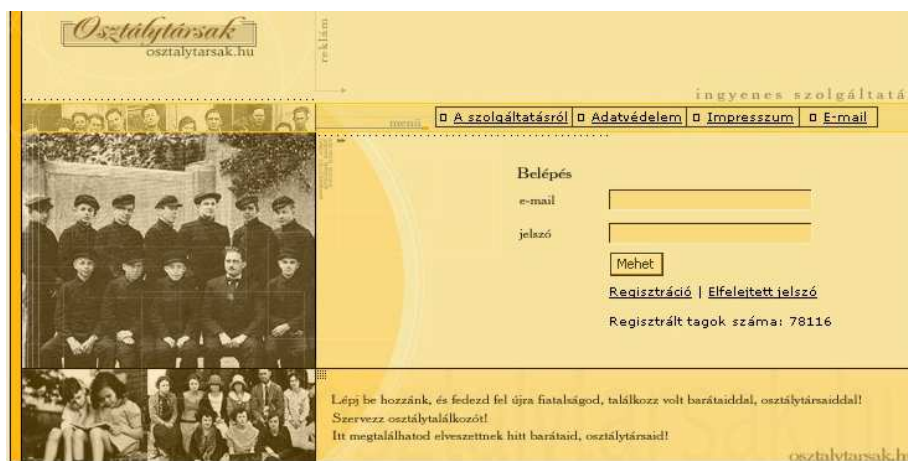 Osztálytársak
osztalytarsak.hu
reklám
ingyenes szolgáltatá
menü
A szolgáltatásról
Adatvédelem
Impresszum
E-mail
Belépés
e-mail
jelszó
Mehet
Regisztráció | Elfelejtett jelszó
Regisztrált tagok száma: 78116
Lépj be hozzánk, és fedezd fel újra fiatalságod, találkozz volt barátaiddal, osztálytársaiddal!
Szervezz osztálytalálkozót!
Itt megtalálhatod elveszettnek hitt barátaid, osztálytársaid!
osztalytarsak.h